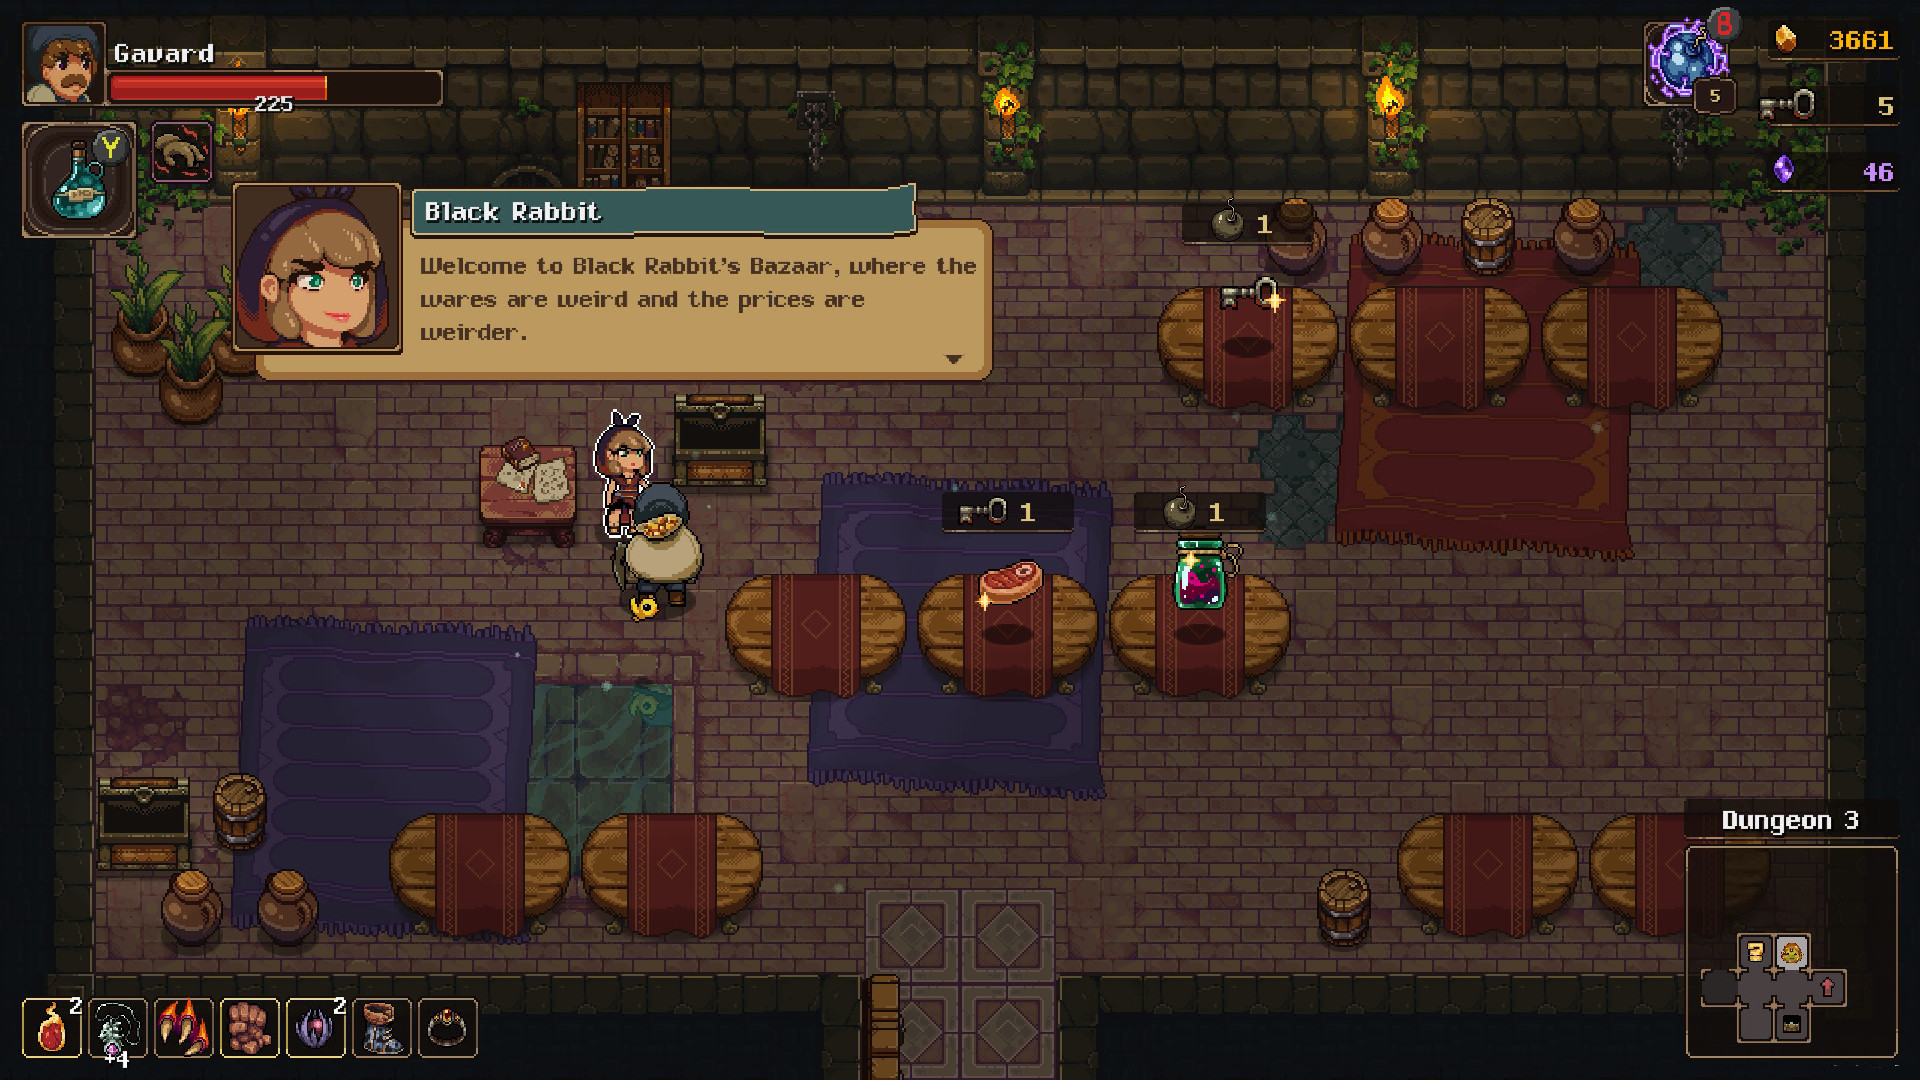 Gavard
225
Y
8
5
3661
5
46
Black Rabbit
Welcome to Black Rabbit's Bazaar, where the
wares are weird and the prices are
weirder.
1
1
1
Dungeon 3
?
2
+4
2